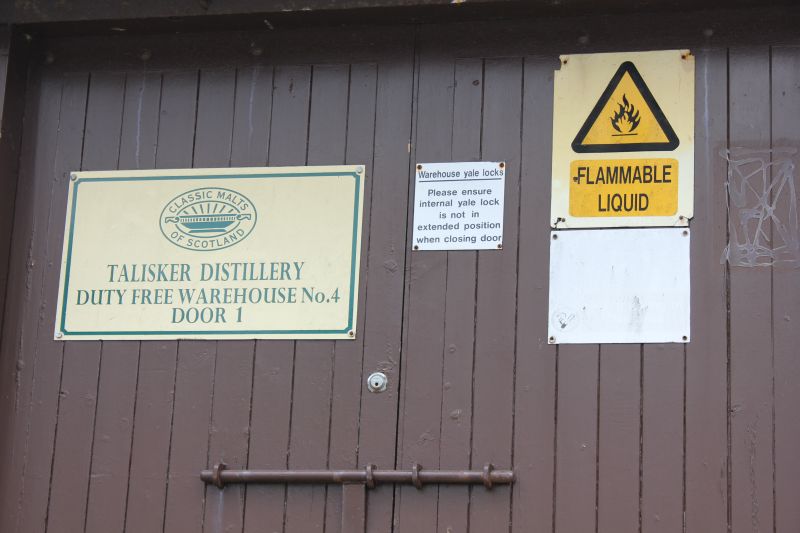 CLASSIC MALTS
OF SCOTLAND
TALISKER DISTILLERY
DUTY FREE WAREHOUSE No.4
DOOR 1
Warehouse yale locks
Please ensure
internal yale lock
is not in
extended position
when closing door
FLAMMABLE
LIQUID